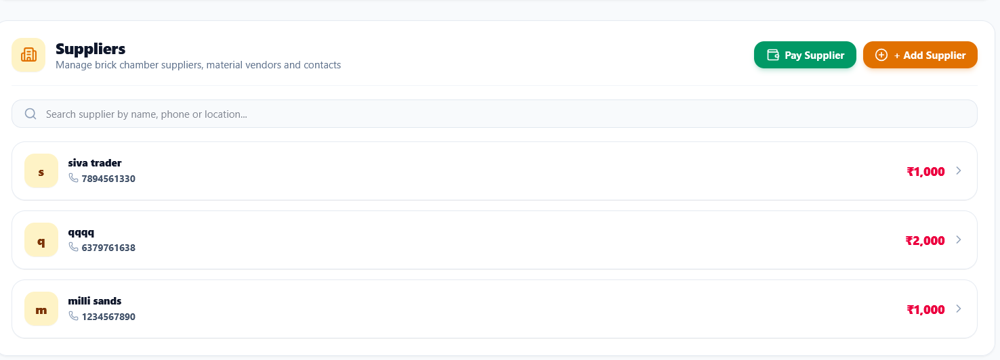 Suppliers
Manage brick chamber suppliers, material vendors and contacts
Pay Supplier
+ Add Supplier
Search supplier by name, phone or location...
s
siva trader
7894561330
₹1,000
q
qqqq
6379761638
₹2,000
m
milli sands
1234567890
₹1,000